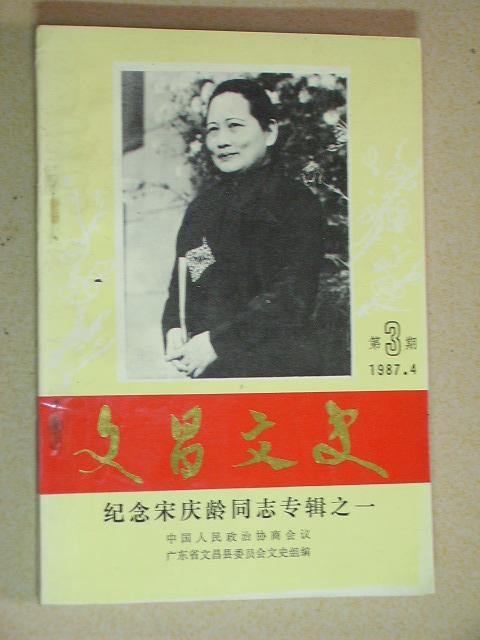 第3期
1987.4
文昌文史
纪念宋庆龄同志专辑之一
中国人民政治协商会议
广东省文昌县委员会文史组编